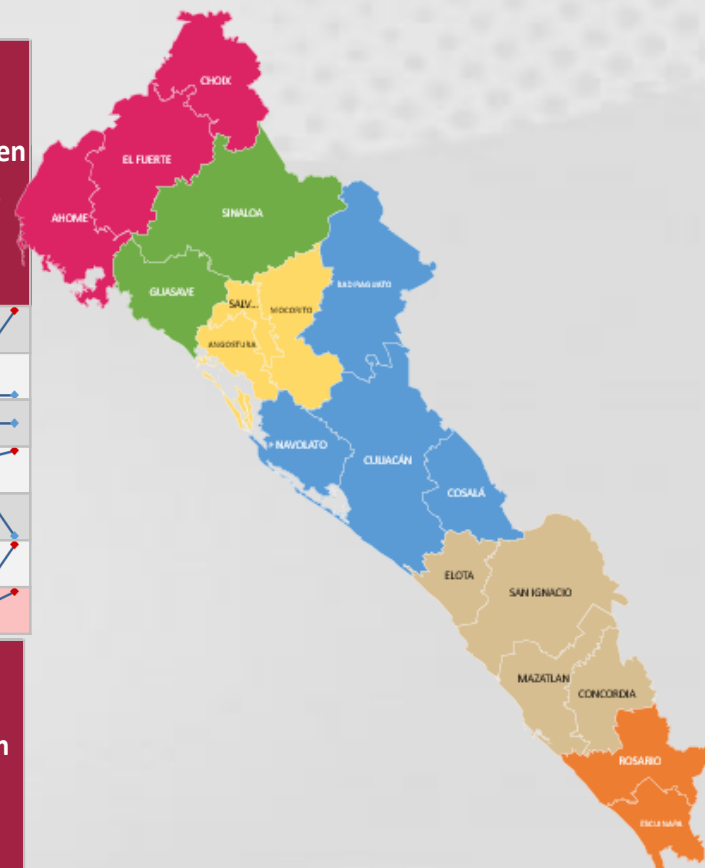 CHOIX
en
EL FUERTE
AHOME
SINALOA
BADIRAGUATO
GUASAVE
SALV...
MOCORITO
ANGOSTURA
NAVOLATO
CULIACÁN
COSALÁ
ELOTA
SAN IGNACIO
MAZATLAN
CONCORDIA
n
ROSARIO
ESCUINAPA